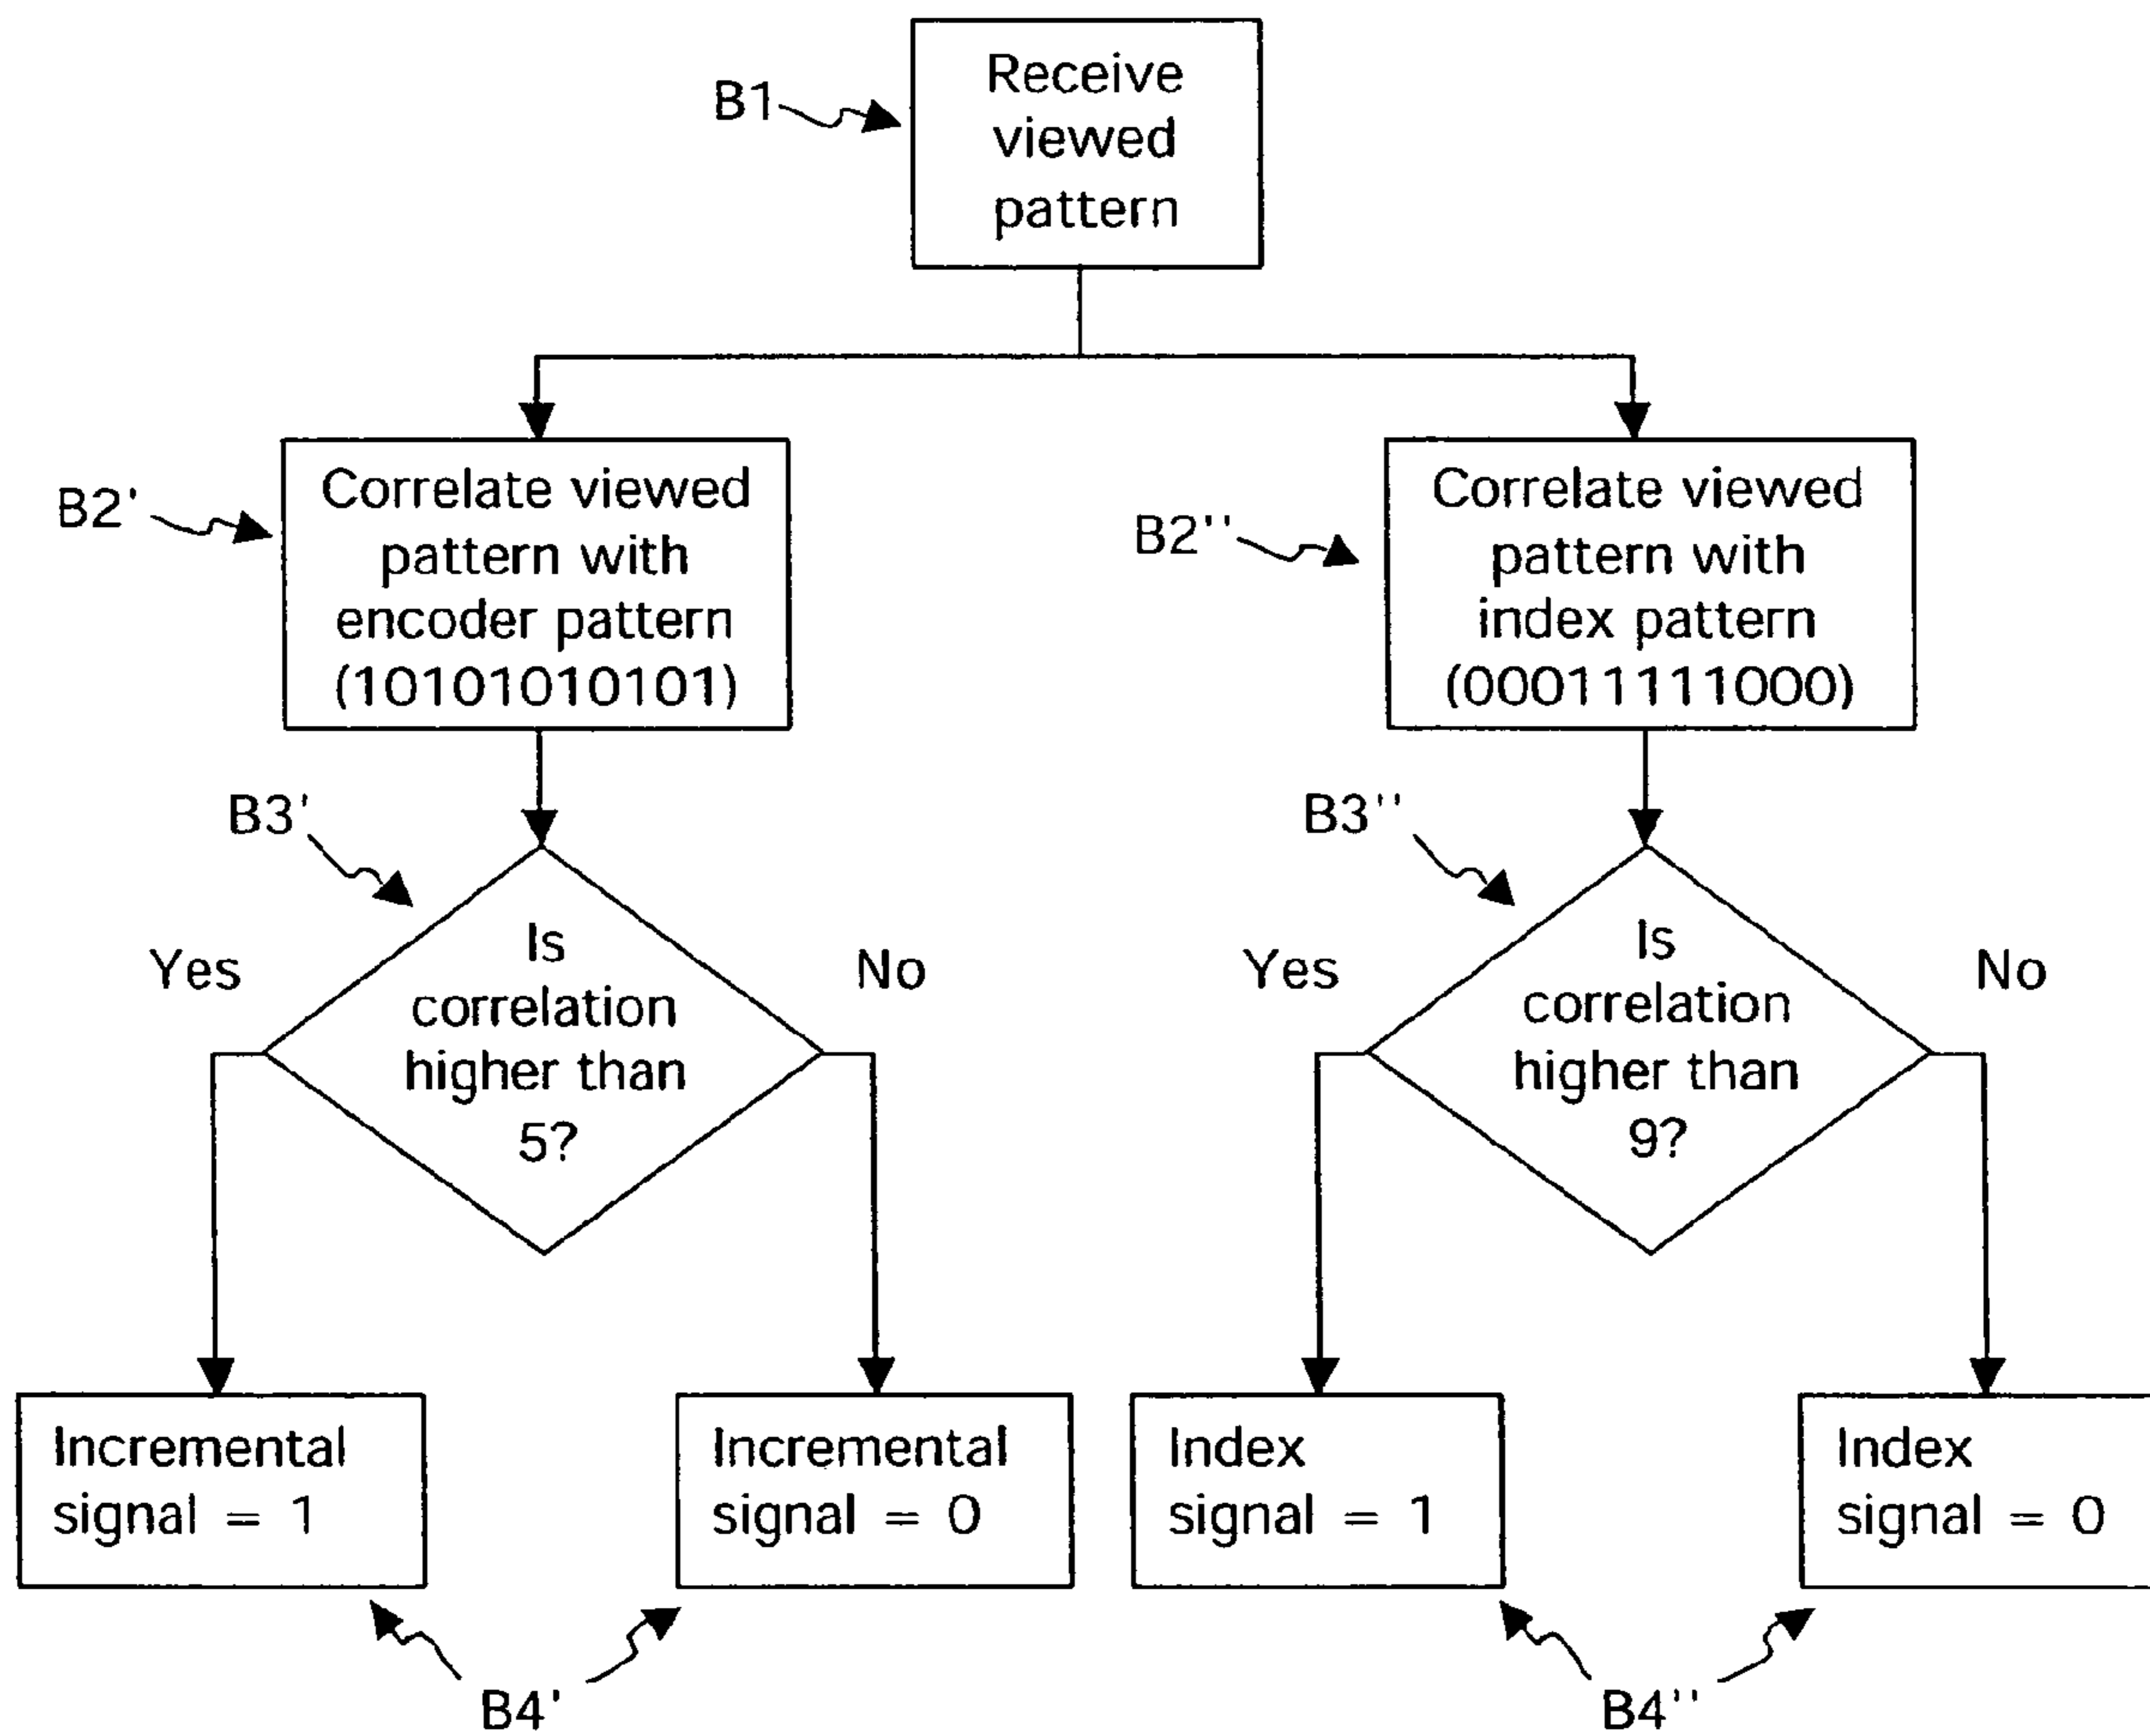 B1
Receive
viewed
pattern
B2'
Correlate viewed
pattern with
encoder pattern
(10101010101)
B2''
Correlate viewed
pattern with
index pattern
(00011111000)
B3'
Yes
Is
correlation
higher than
5?
No
B3''
Yes
Is
correlation
higher than
9?
No
Incremental
signal = 1
Incremental
signal = 0
Index
signal = 1
Index
signal = 0
B4'
B4''